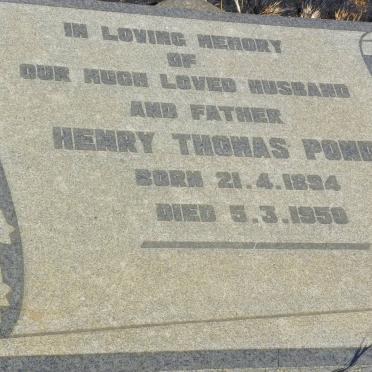 IN LOVING MEMORY
OF
OUR MUCH LOVED HUSBAND
AND FATHER
HENRY THOMAS POND
BORN 21.4.1894
DIED 5.3.1950